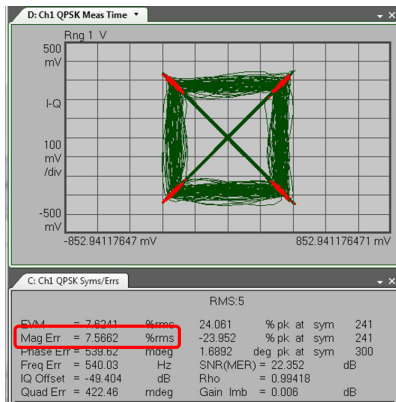 D: Ch1 QPSK Meas Time
Rng 1 V
500
mV
I-Q
100
mV
/div
-500
mV
-852.94117647 mV 852.941176471 mV
C: Ch1 QPSK Syms/Errs
RMS:5
EVM = 7.6241 %rms 24.061 % pk at sym 241
Mag Err = 7.5662 %rms -23.952 % pk at sym 241
Phase Err = 539.62 mdeg 1.6892 deg pk at sym 300
Freq Err = 540.03 Hz SNR(MER) = 22.352 dB
IQ Offset = -49.404 dB Rho = 0.99418
Quad Err = 422.46 mdeg Gain Imb = 0.006 dB